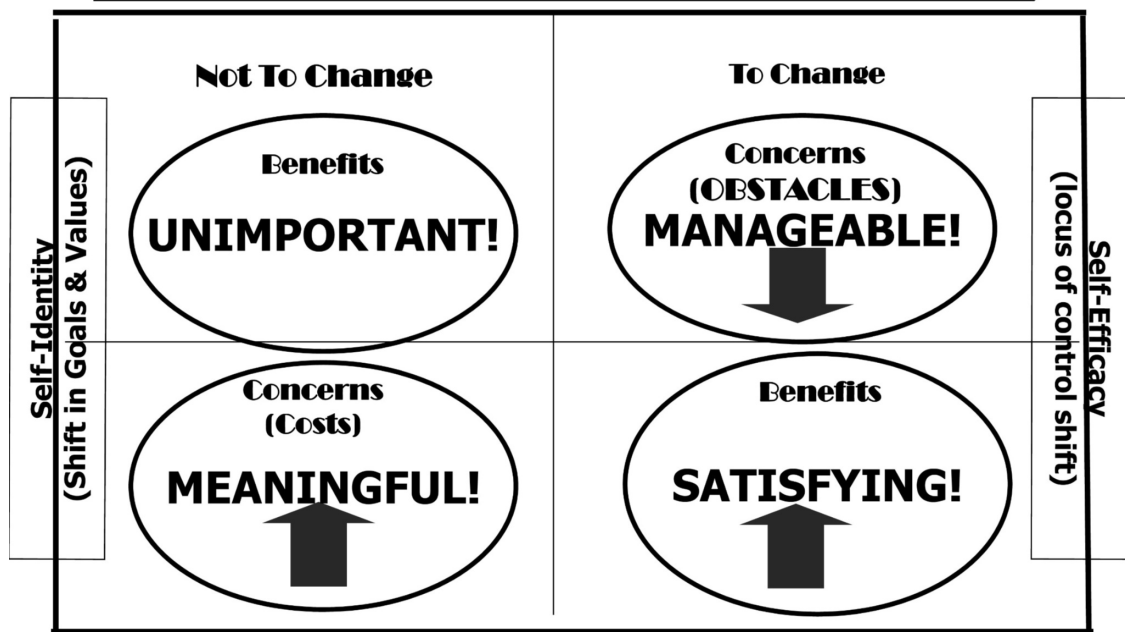 Not To Change
To Change
Benefits
UNIMPORTANT!
Concerns
(OBSTACLES)
MANAGEABLE!
Self-Identity
(Shift in Goals & Values)
Self-Efficacy
(locus of control shift)
Concerns
(Costs)
MEANINGFUL!
Benefits
SATISFYING!